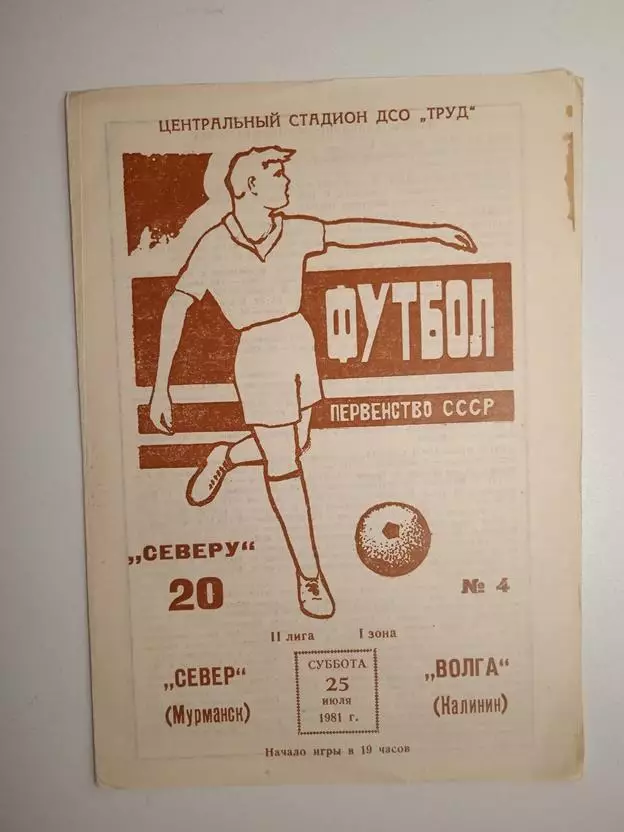 ЦЕНТРАЛЬНЫЙ СТАДИОН ДСО „ТРУД"
ФУТБОЛ
ПЕРВЕНСТВО СССР
„СЕВЕРУ"
20
№ 4
II лига I зона
„СЕВЕР"
(Мурманск)
СУББОТА
25
июля
1981 г.
„ВОЛГА"
(Калинин)
Начало игры в 19 часов